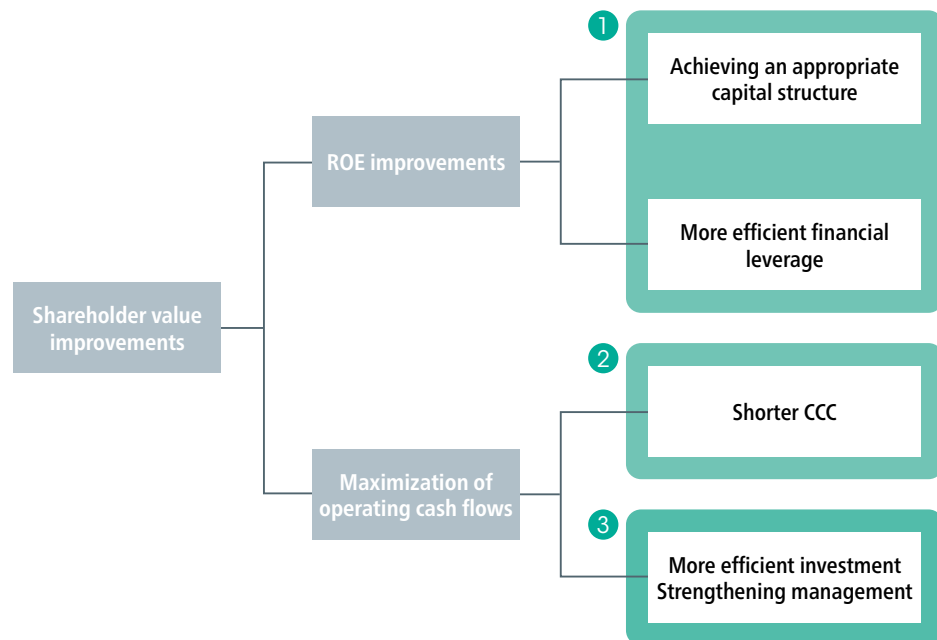 Shareholder value
improvements
ROE improvements
1
Achieving an appropriate
capital structure
More efficient financial
leverage
Maximization of
operating cash flows
2
Shorter CCC
3
More efficient investment
Strengthening management